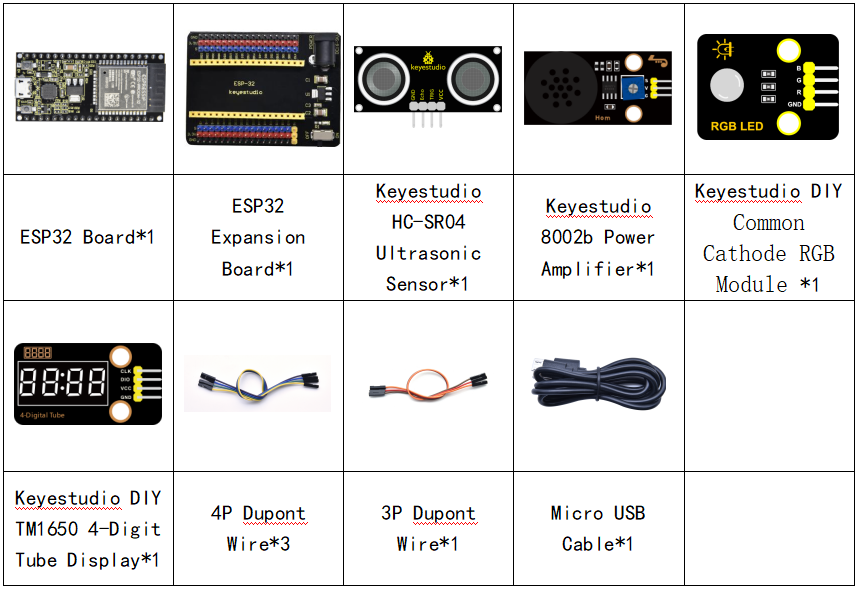 ESP-32
keyestudio
keyestudio
GND
Echo
TRIG
VCC
B
G
R
GND
RGB LED
ESP32 Board*1
ESP32
Expansion
Board*1
Keyestudio
HC-SR04
Ultrasonic
Sensor*1
Keyestudio
8002b Power
Amplifier*1
Keyestudio DIY
Common
Cathode RGB
Module *1
CLK
DIO
VCC
GND
4-Digital Tube
Keyestudio DIY
TM1650 4-Digit
Tube Display*1
4P Dupont
Wire*3
3P Dupont
Wire*1
Micro USB
Cable*1